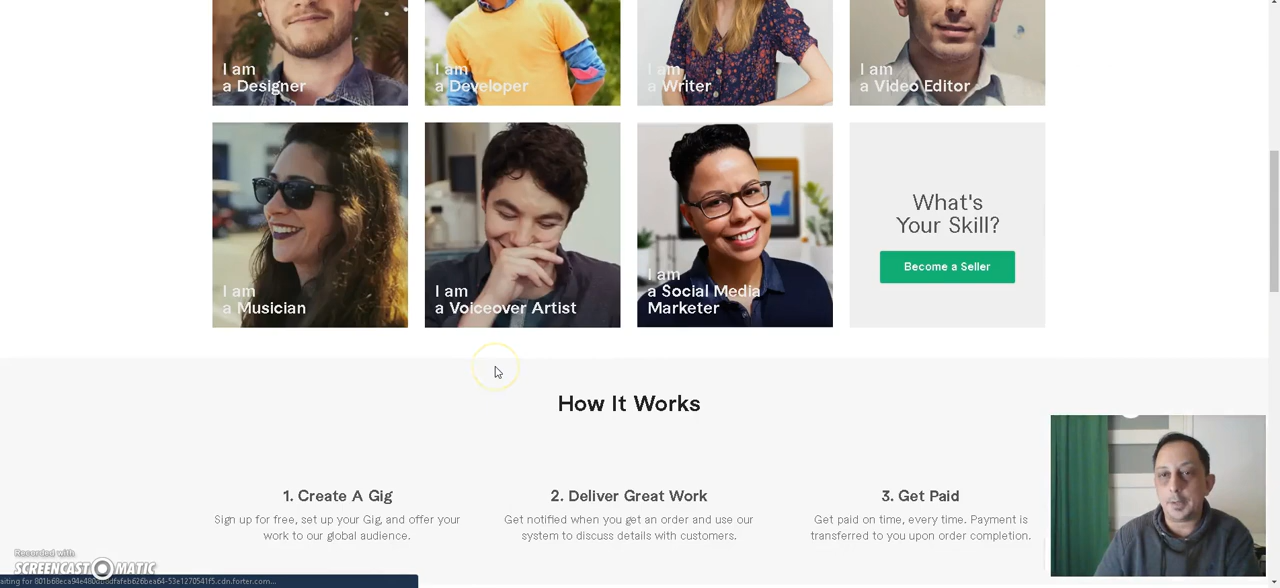 I am
a Designer
I am
a Developer
I am
a Writer
I am
a Video Editor
I am
a Musician
I am
a Voiceover Artist
I am
a Social Media
Marketer
What's
Your Skill?
Become a Seller
How It Works
1. Create A Gig
Sign up for free, set up your Gig, and offer your
work to our global audience.
2. Deliver Great Work
Get notified when you get an order and use our
system to discuss details with customers.
3. Get Paid
Get paid on time, every time. Payment is
transferred to you upon order completion.
Recorded with
SCREENCAST MATIC